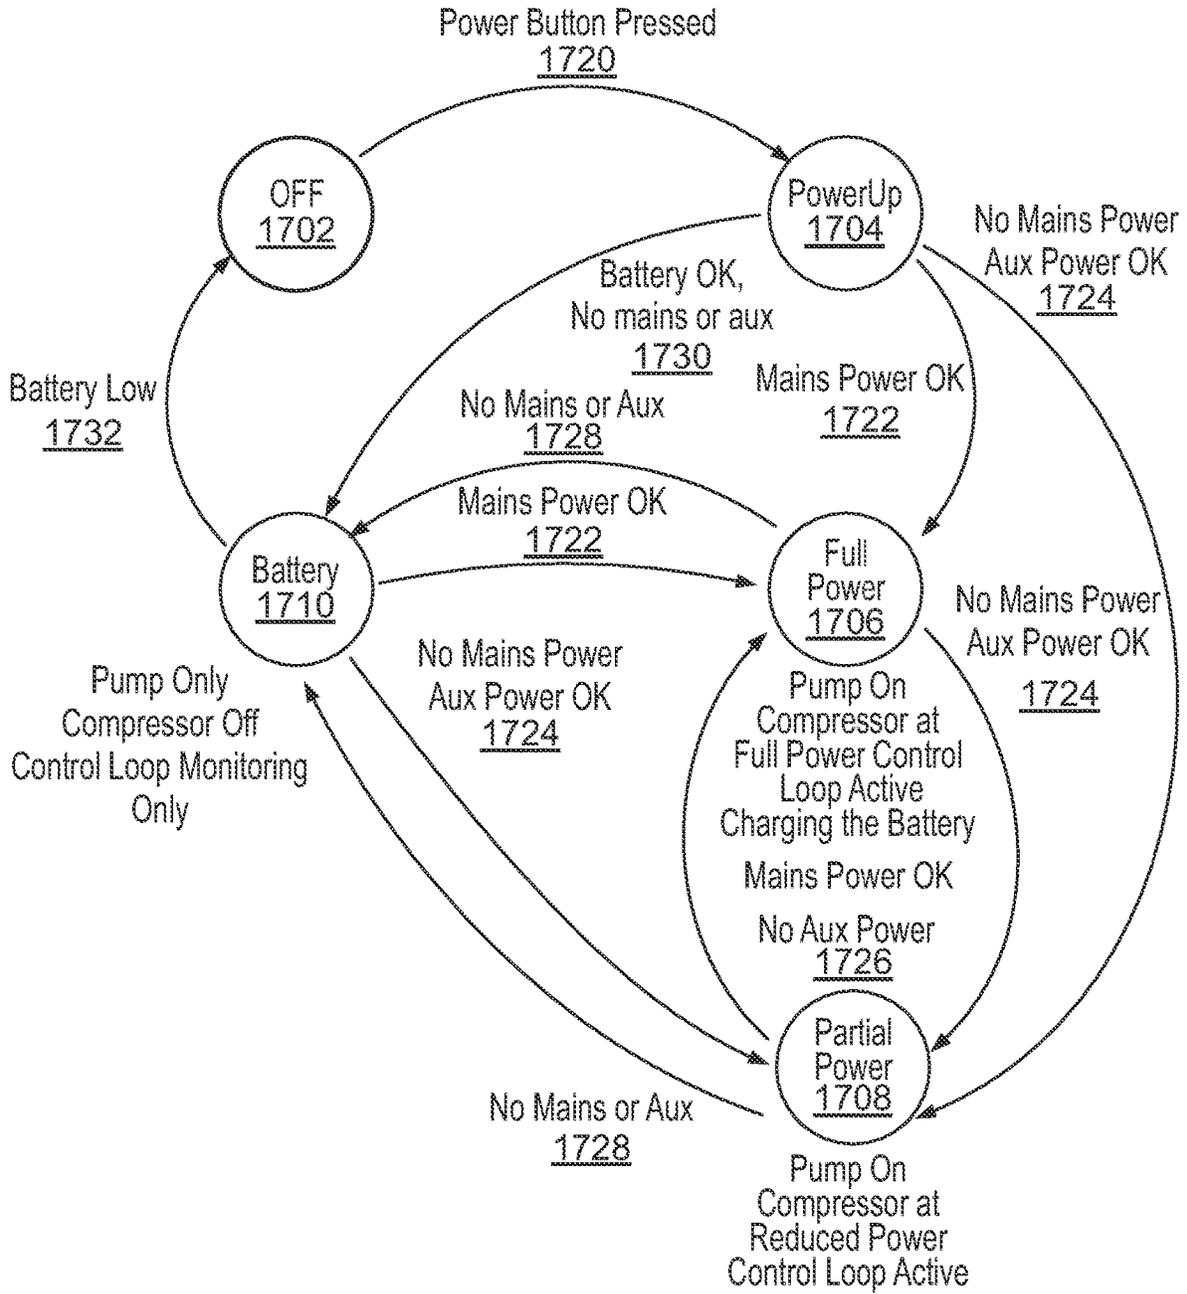 Power Button Pressed
1720
OFF
1702
PowerUp
1704
No Mains Power
Aux Power OK
1724
Battery OK,
No mains or aux
1730
Mains Power OK
1722
Battery Low
1732
No Mains or Aux
1728
Mains Power OK
1722
Battery
1710
Full
Power
1706
No Mains Power
Aux Power OK
1724
No Mains Power
Aux Power OK
1724
Pump Only
Compressor Off
Control Loop Monitoring
Only
Pump On
Compressor at
Full Power Control
Loop Active
Charging the Battery
Mains Power OK
No Aux Power
1726
Partial
Power
1708
No Mains or Aux
1728
Pump On
Compressor at
Reduced Power
Control Loop Active